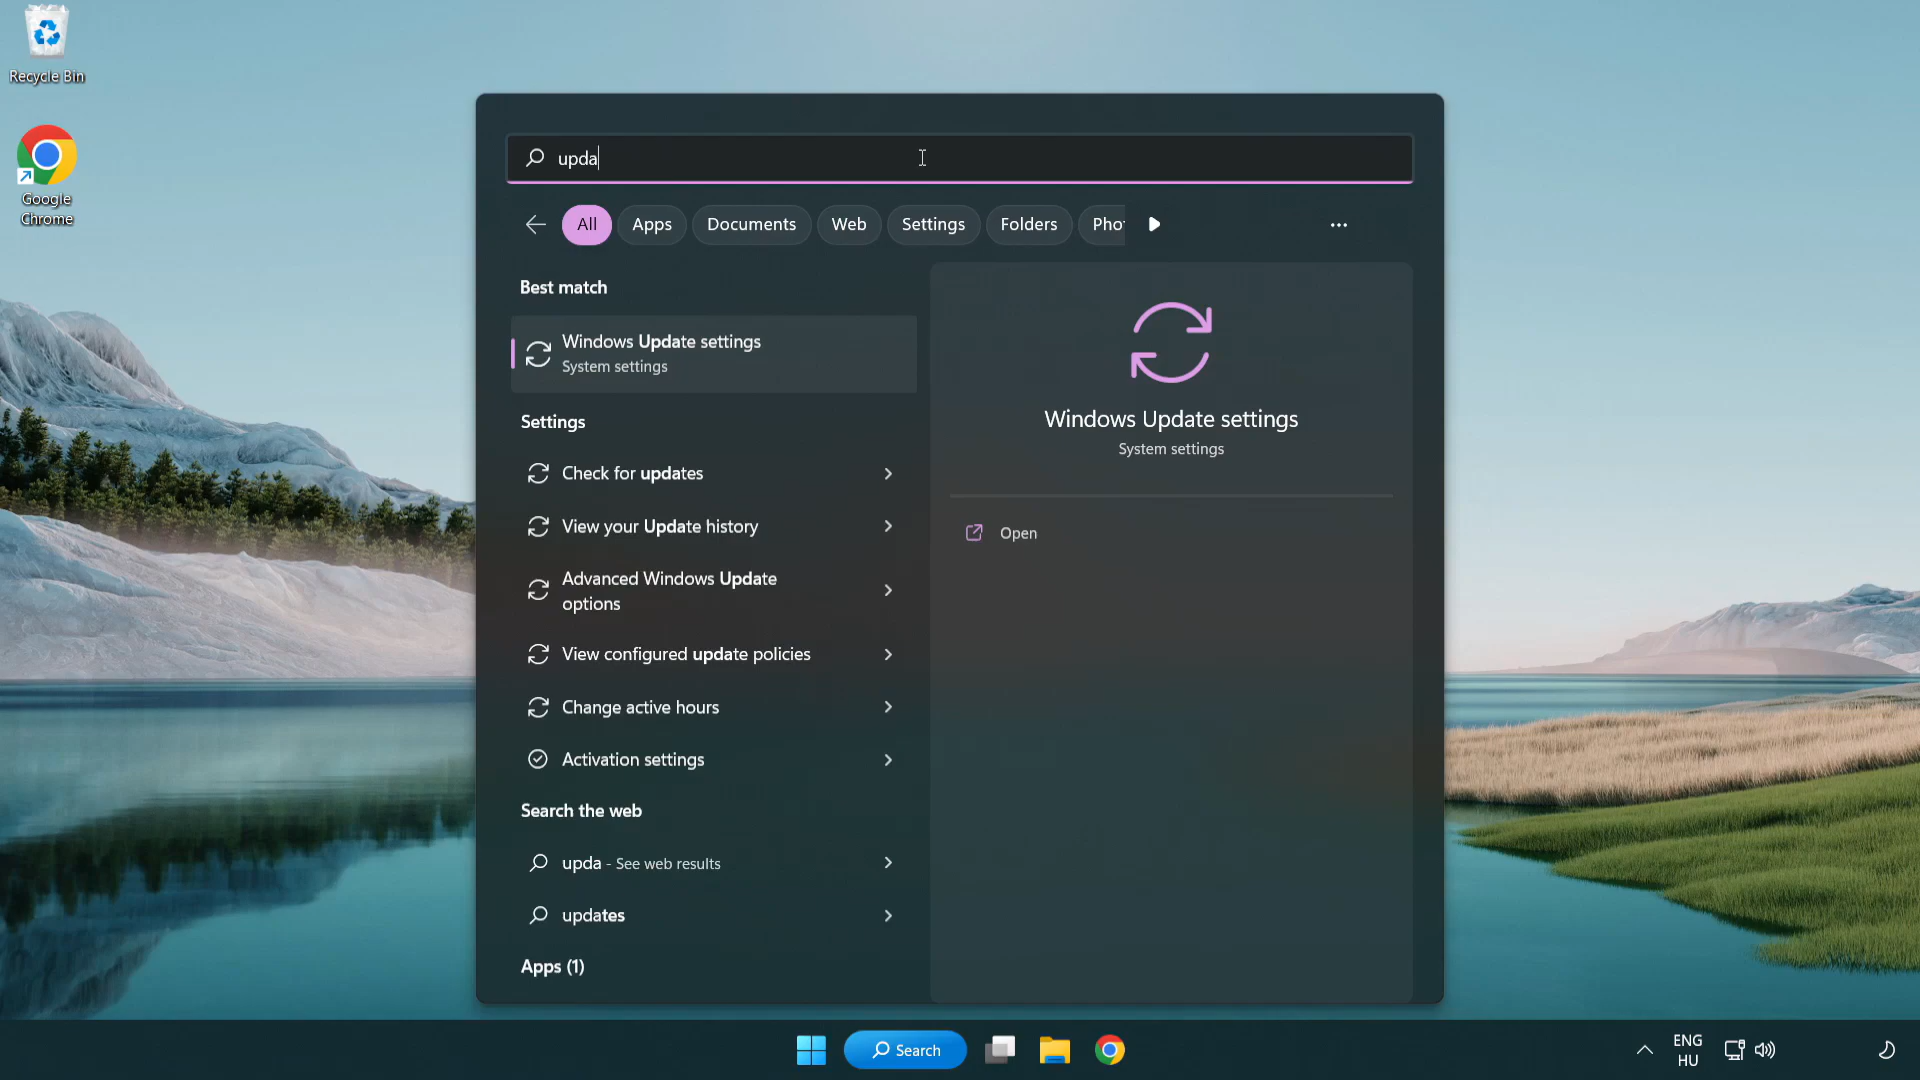 Recycle Bin
Google
Chrome
upda
All
Apps
Documents
Web
Settings
Folders
Best match
Windows Update settings
System settings
Settings
Check for updates
View your Update history
Advanced Windows Update
options
View configured update policies
Change active hours
Activation settings
Search the web
upda - See web results
updates
Apps (1)
Windows Update settings
System settings
Open
Search
ENG
HU